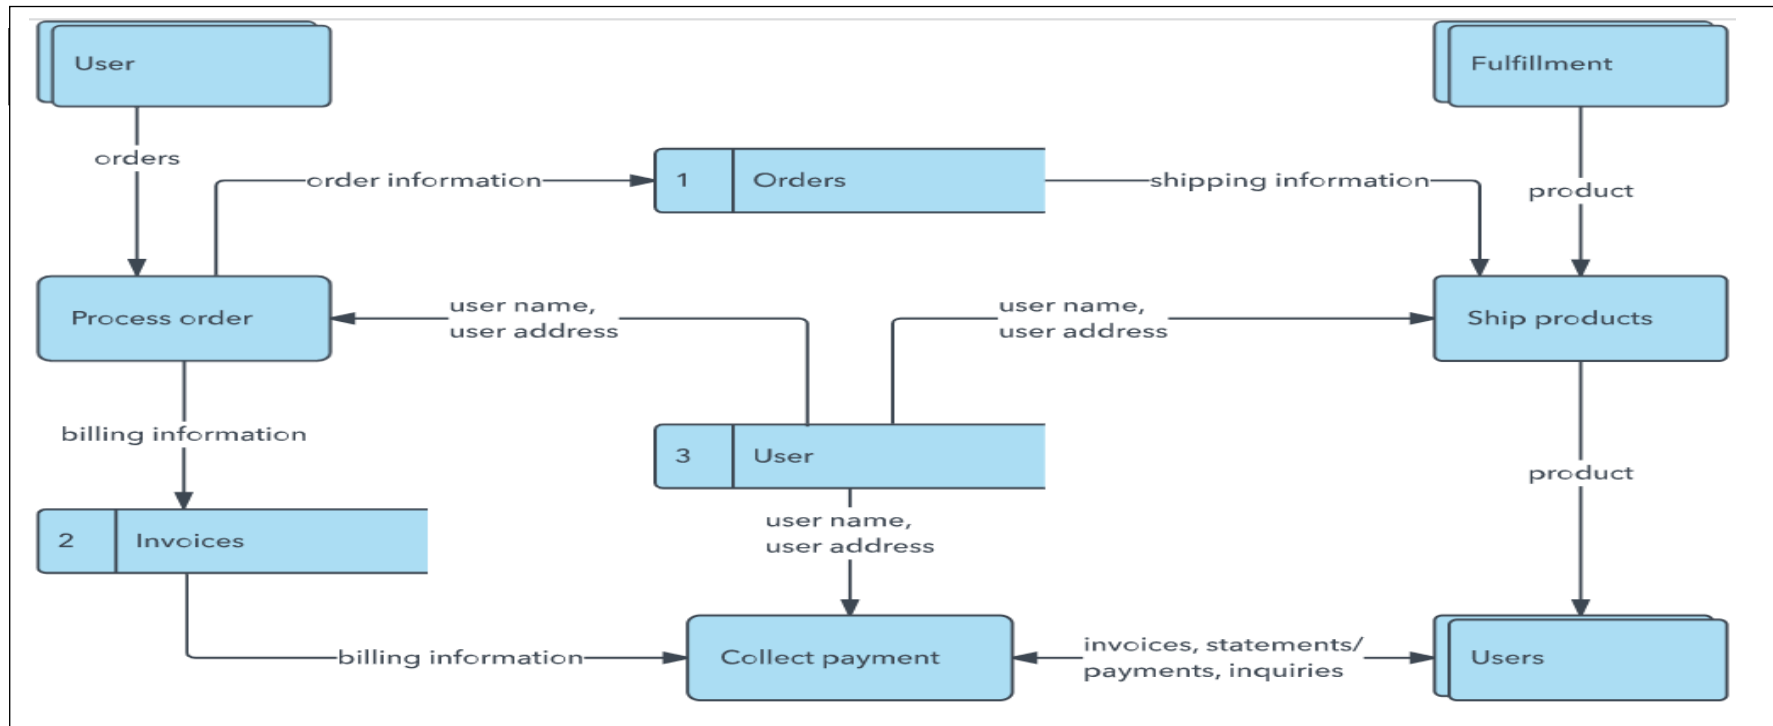 User
Fulfillment
orders
order information
1 Orders
shipping information
product
Process order
user name,
user address
user name,
user address
Ship products
billing information
3 User
product
2 Invoices
user name,
user address
billing information
Collect payment
invoices, statements/
payments, inquiries
Users